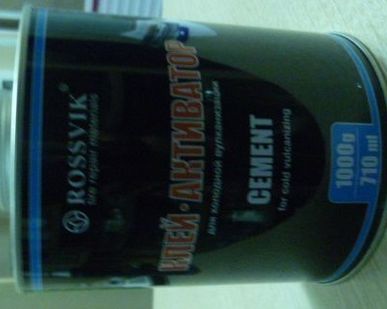 ROSSVIK®
tire repair materials
КЛЕЙ·АКТИВАТОР
для холодной вулканизации
CEMENT
for cold vulcanizing
1000g
710 ml